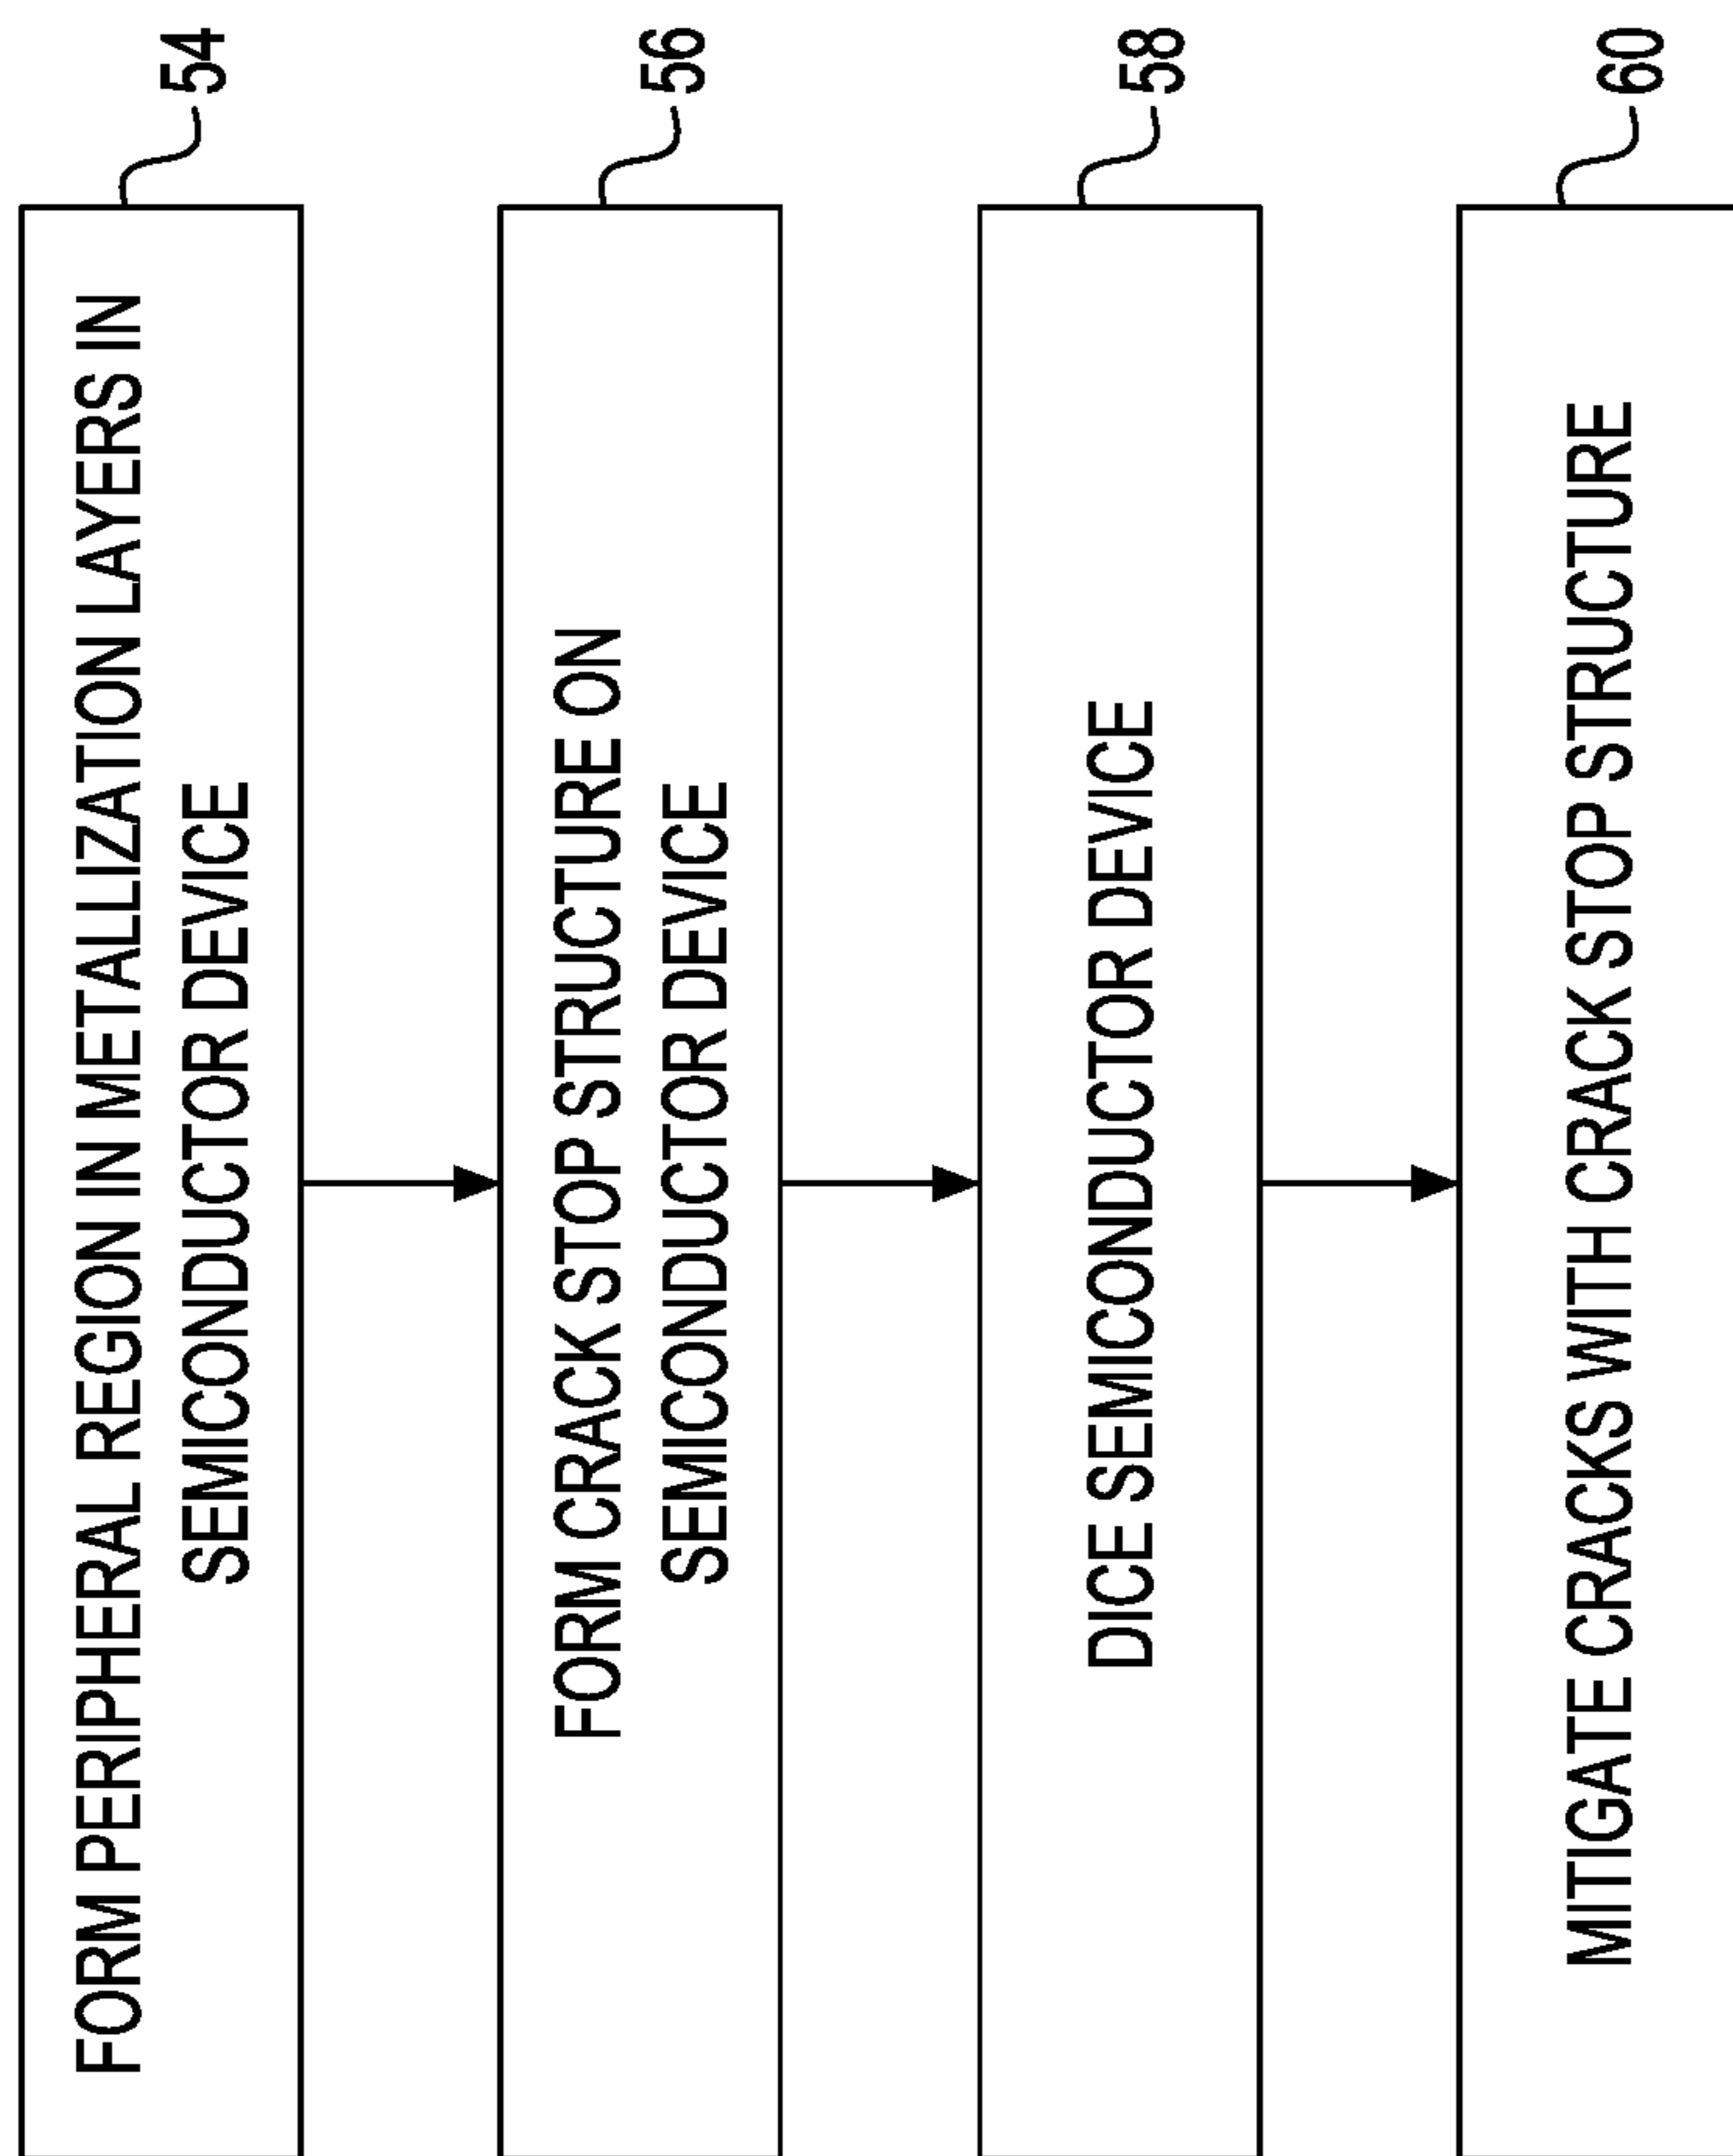 FORM PERIPHERAL REGION IN METALLIZATION LAYERS IN
SEMICONDUCTOR DEVICE
54
FORM CRACK STOP STRUCTURE ON
SEMICONDUCTOR DEVICE
56
DICE SEMICONDUCTOR DEVICE
58
MITIGATE CRACKS WITH CRACK STOP STRUCTURE
60